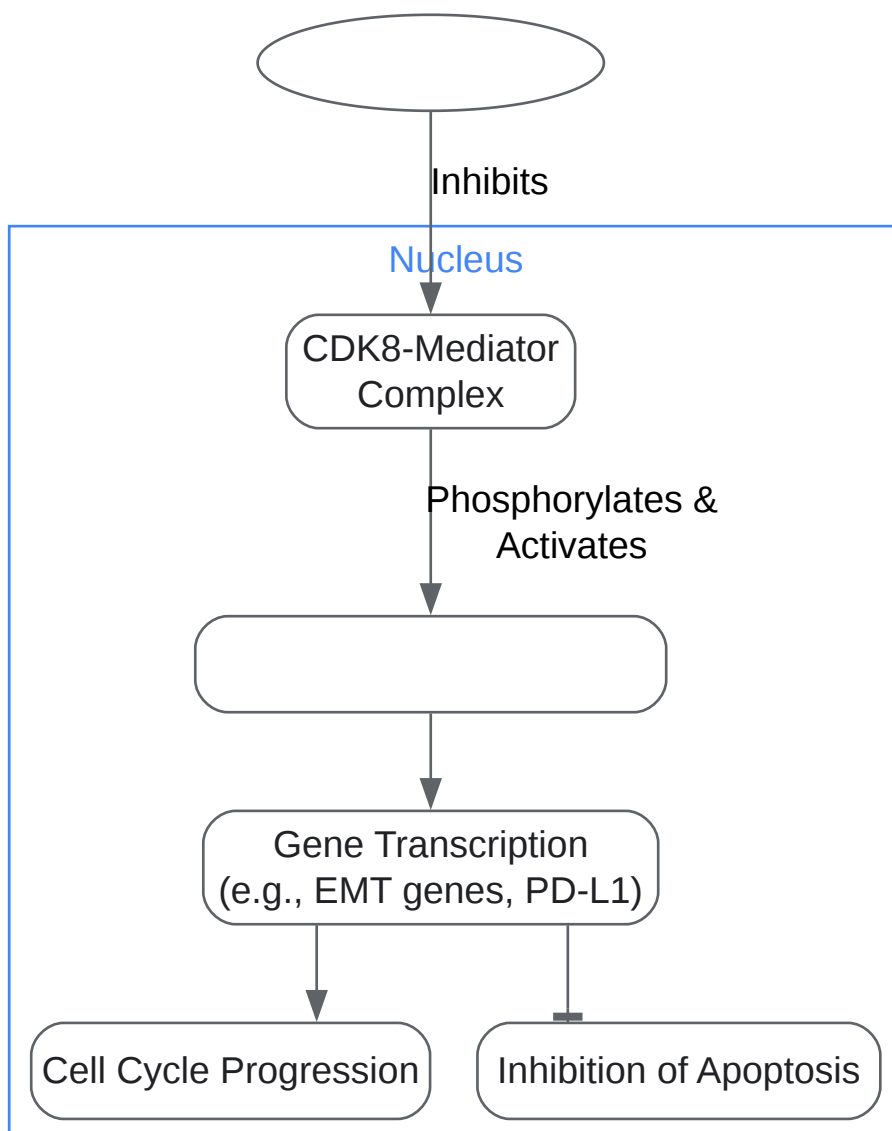 Inhibits
Nucleus
CDK8-Mediator
Complex
Phosphorylates &
Activates
Gene Transcription
(e.g., EMT genes, PD-L1)
Cell Cycle Progression
Inhibition of Apoptosis